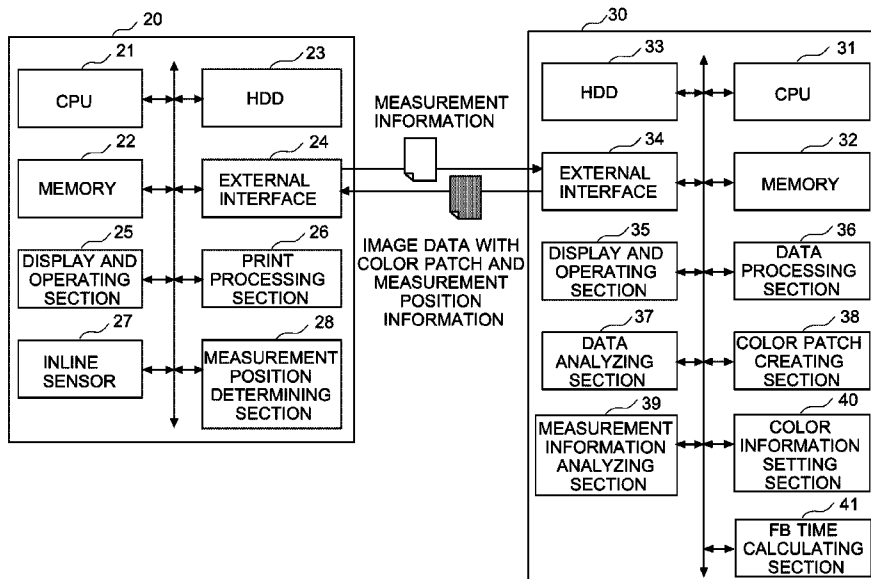 20
21
CPU
23
HDD
22
MEMORY
24
EXTERNAL
INTERFACE
25
DISPLAY AND
OPERATING
SECTION
26
PRINT
PROCESSING
SECTION
27
INLINE
SENSOR
28
MEASUREMENT
POSITION
DETERMINING
SECTION
MEASUREMENT
INFORMATION
IMAGE DATA WITH
COLOR PATCH AND
MEASUREMENT
POSITION
INFORMATION
30
33
HDD
31
CPU
34
EXTERNAL
INTERFACE
32
MEMORY
35
DISPLAY AND
OPERATING
SECTION
36
DATA
PROCESSING
SECTION
37
DATA
ANALYZING
SECTION
38
COLOR PATCH
CREATING
SECTION
39
MEASUREMENT
INFORMATION
ANALYZING
SECTION
40
COLOR
INFORMATION
SETTING
SECTION
41
FB TIME
CALCULATING
SECTION